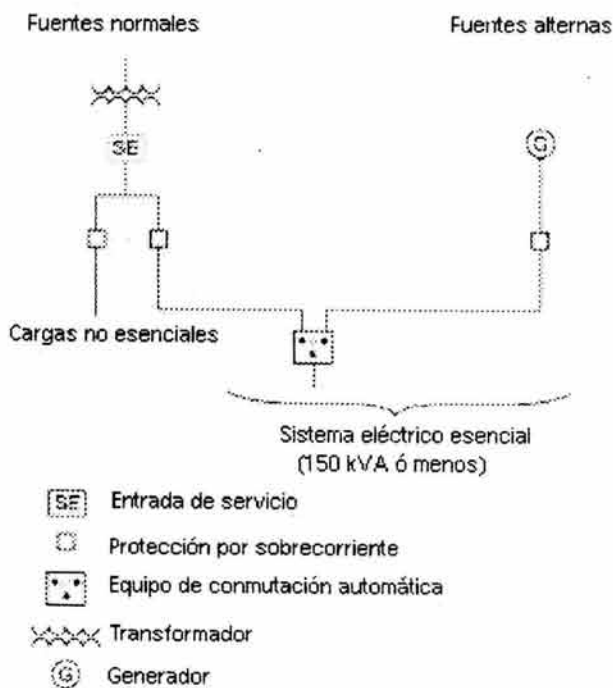 Fuentes normales
Fuentes alternas
SE
G
Cargas no esenciales
Sistema eléctrico esencial
(150 kVA ó menos)
SE Entrada de servicio
Protección por sobrecorriente
Equipo de conmutación automática
Transformador
G Generador